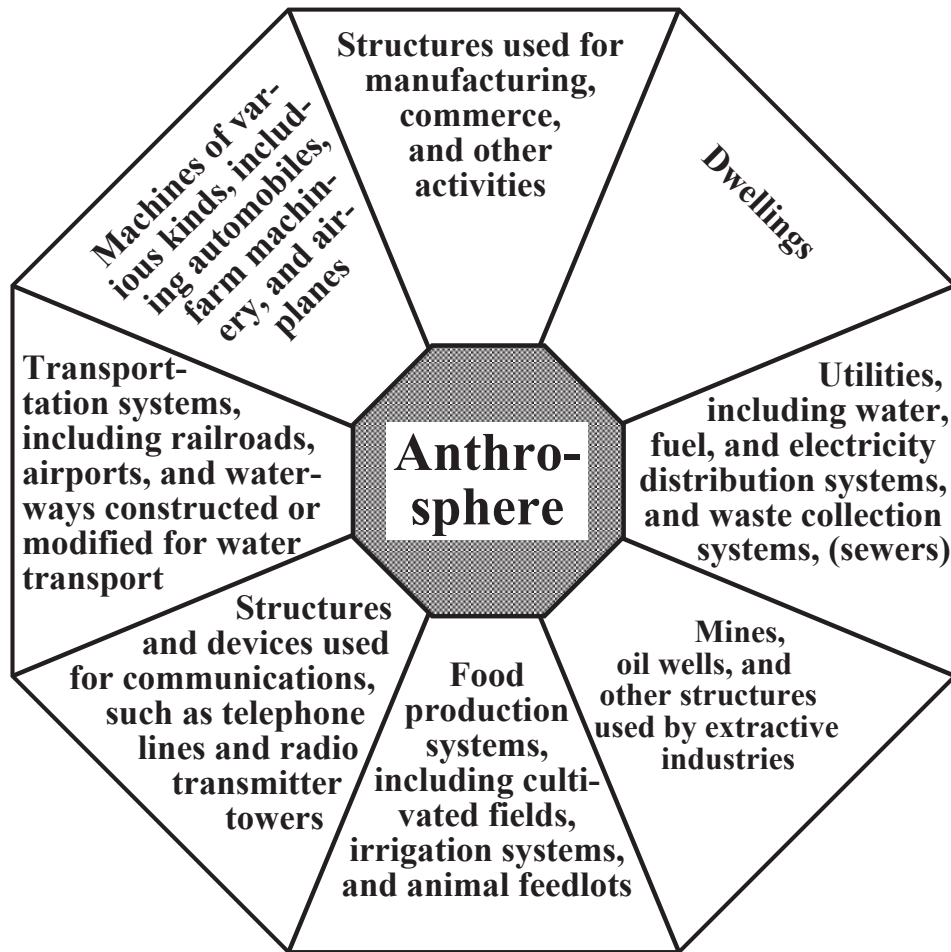 Structures used for
manufacturing,
commerce,
and other
activities
Dwellings
Utilities,
including water,
fuel, and electricity
distribution systems,
and waste collection
systems, (sewers)
Mines,
oil wells, and
other structures
used by extractive
industries
Food
production
systems,
including culti-
vated fields,
irrigation systems,
and animal feedlots
Structures
and devices used
for communications,
such as telephone
lines and radio
transmitter
towers
Transport-
tation systems,
including railroads,
airports, and water-
ways constructed or
modified for water
transport
Machines of var-
ious kinds, includ-
ing automobiles,
farm machin-
ery, and air-
planes
Anthro-
sphere